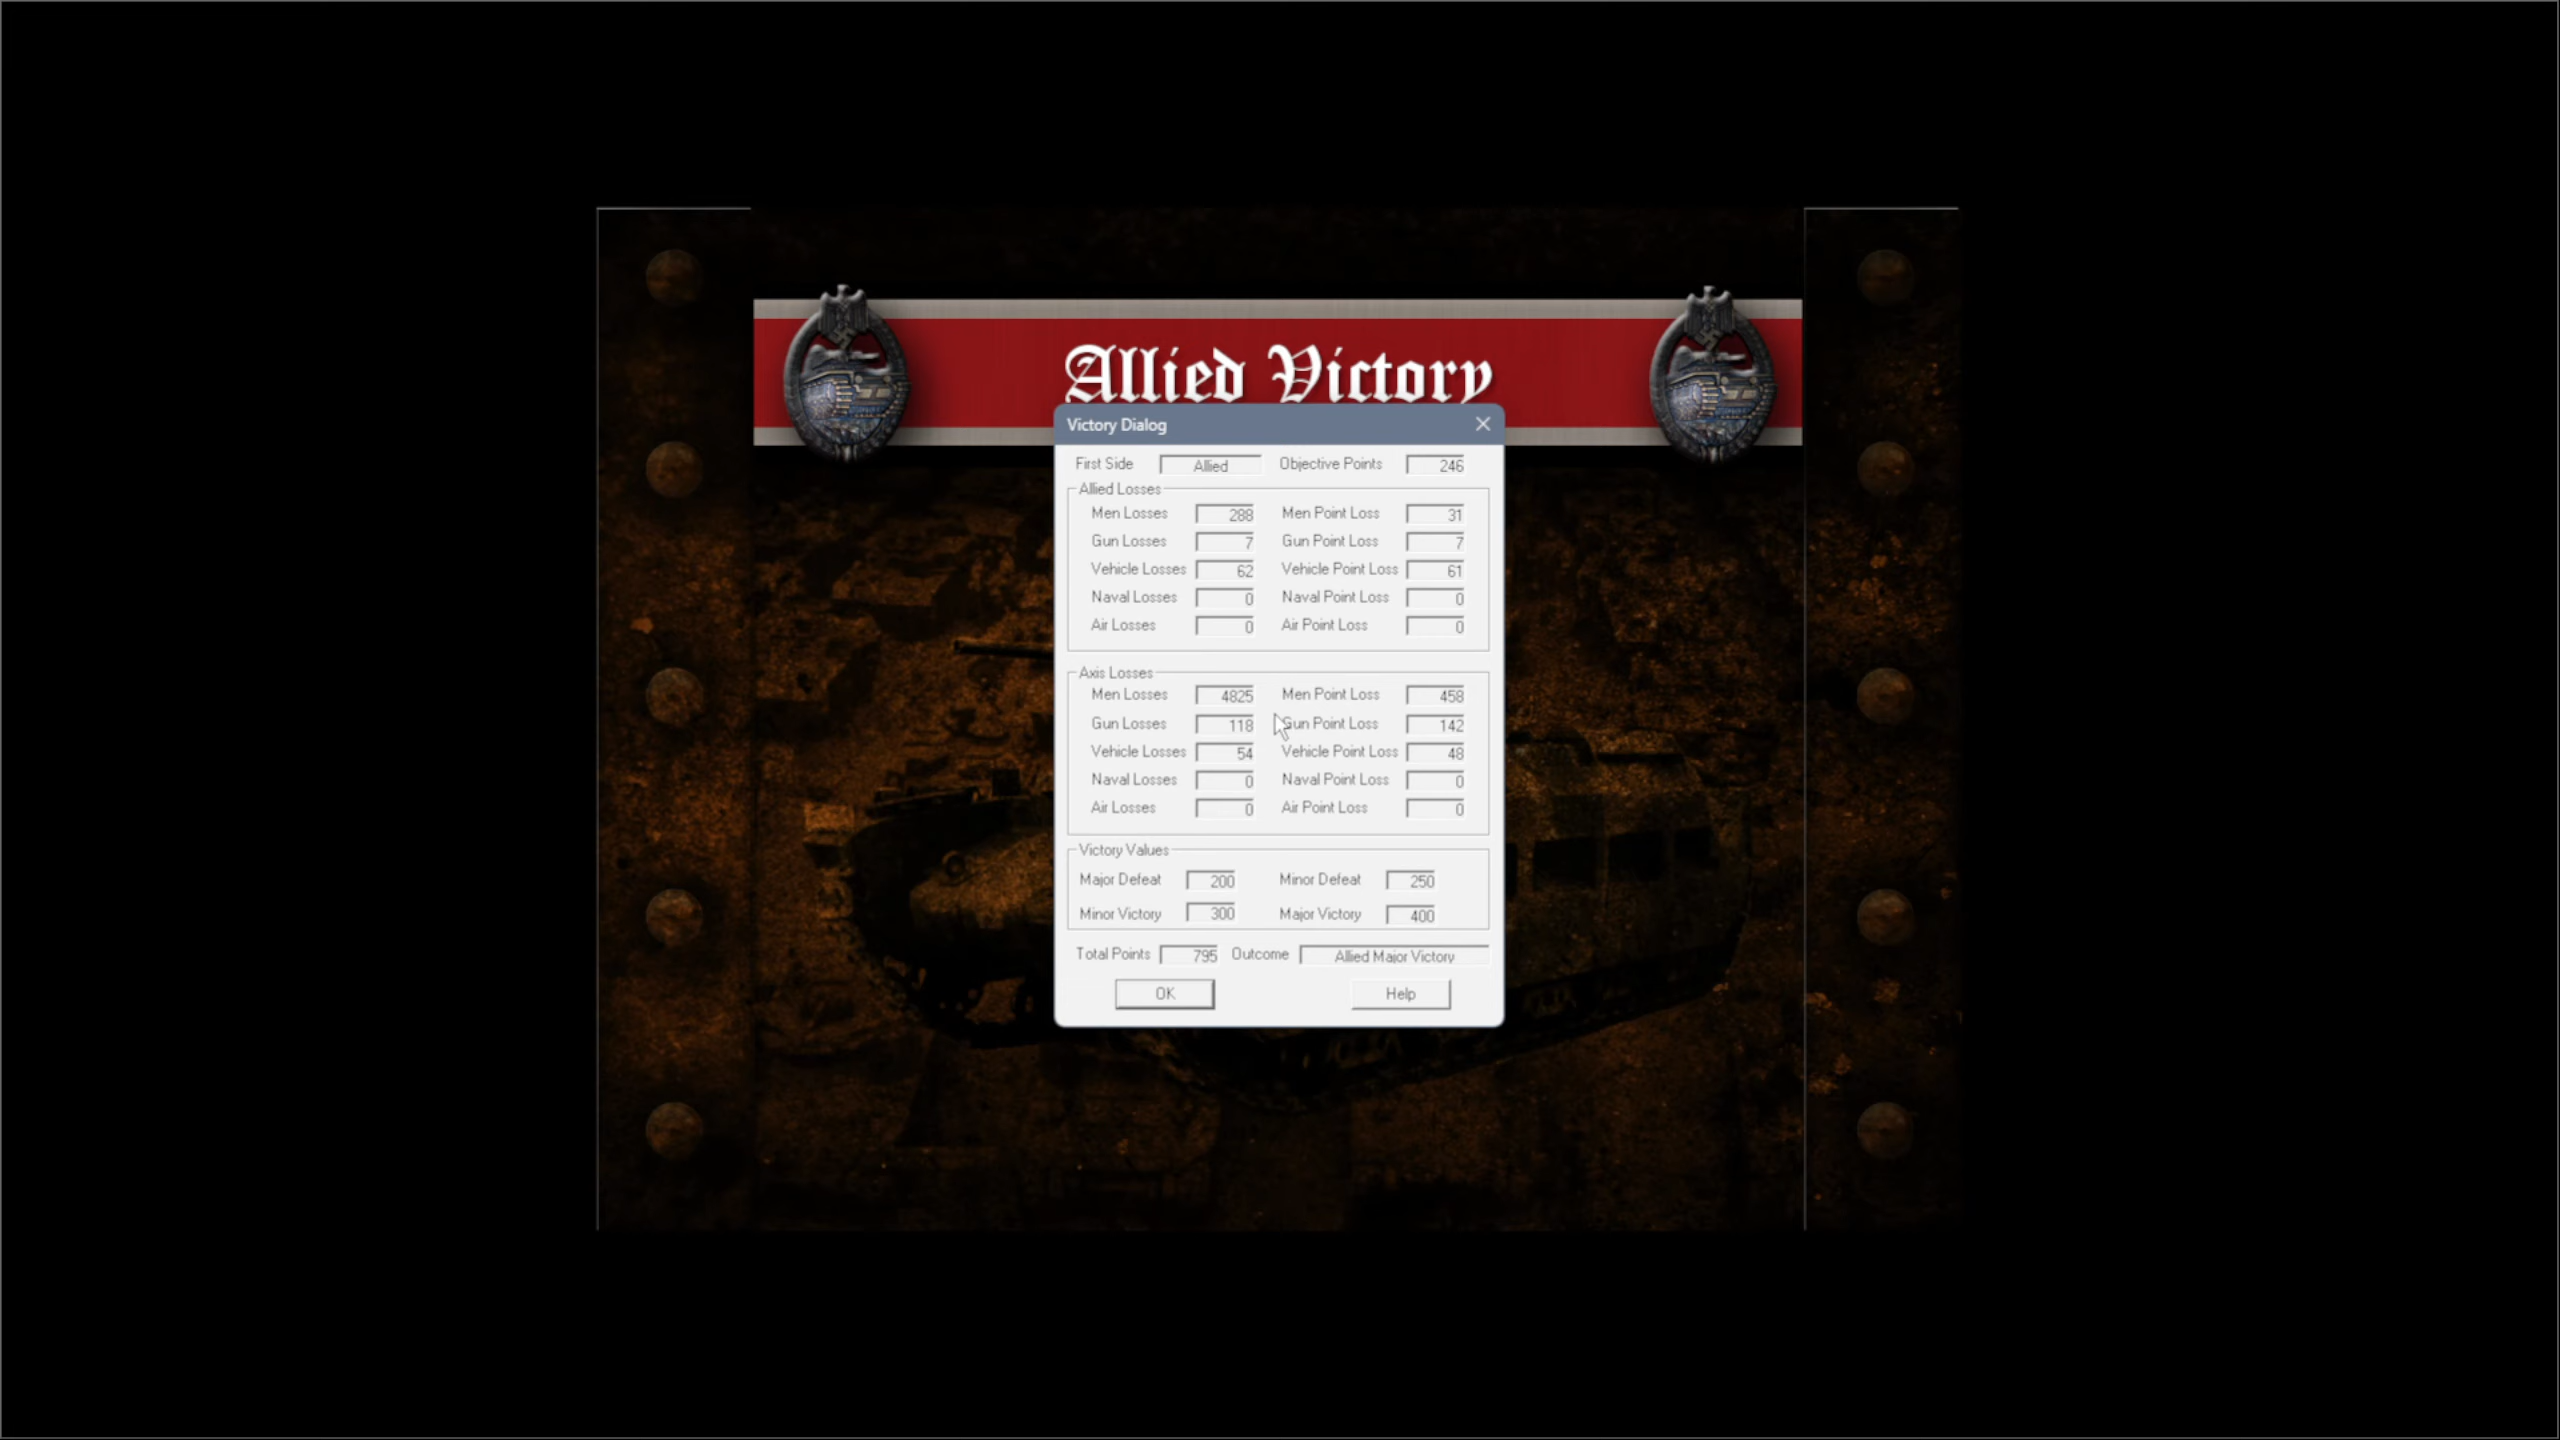 Allied Victory
Victory Dialog
First Side Allied Objective Points 246
Allied Losses
Men Losses 288 Men Point Loss 31
Gun Losses 7 Gun Point Loss 7
Vehicle Losses 62 Vehicle Point Loss 61
Naval Losses 0 Naval Point Loss 0
Air Losses 0 Air Point Loss 0
Axis Losses
Men Losses 4825 Men Point Loss 458
Gun Losses 118 Gun Point Loss 142
Vehicle Losses 54 Vehicle Point Loss 48
Naval Losses 0 Naval Point Loss 0
Air Losses 0 Air Point Loss 0
Victory Values
Major Defeat 200 Minor Defeat 250
Minor Victory 300 Major Victory 400
Total Points 795 Outcome Allied Major Victory
OK Help